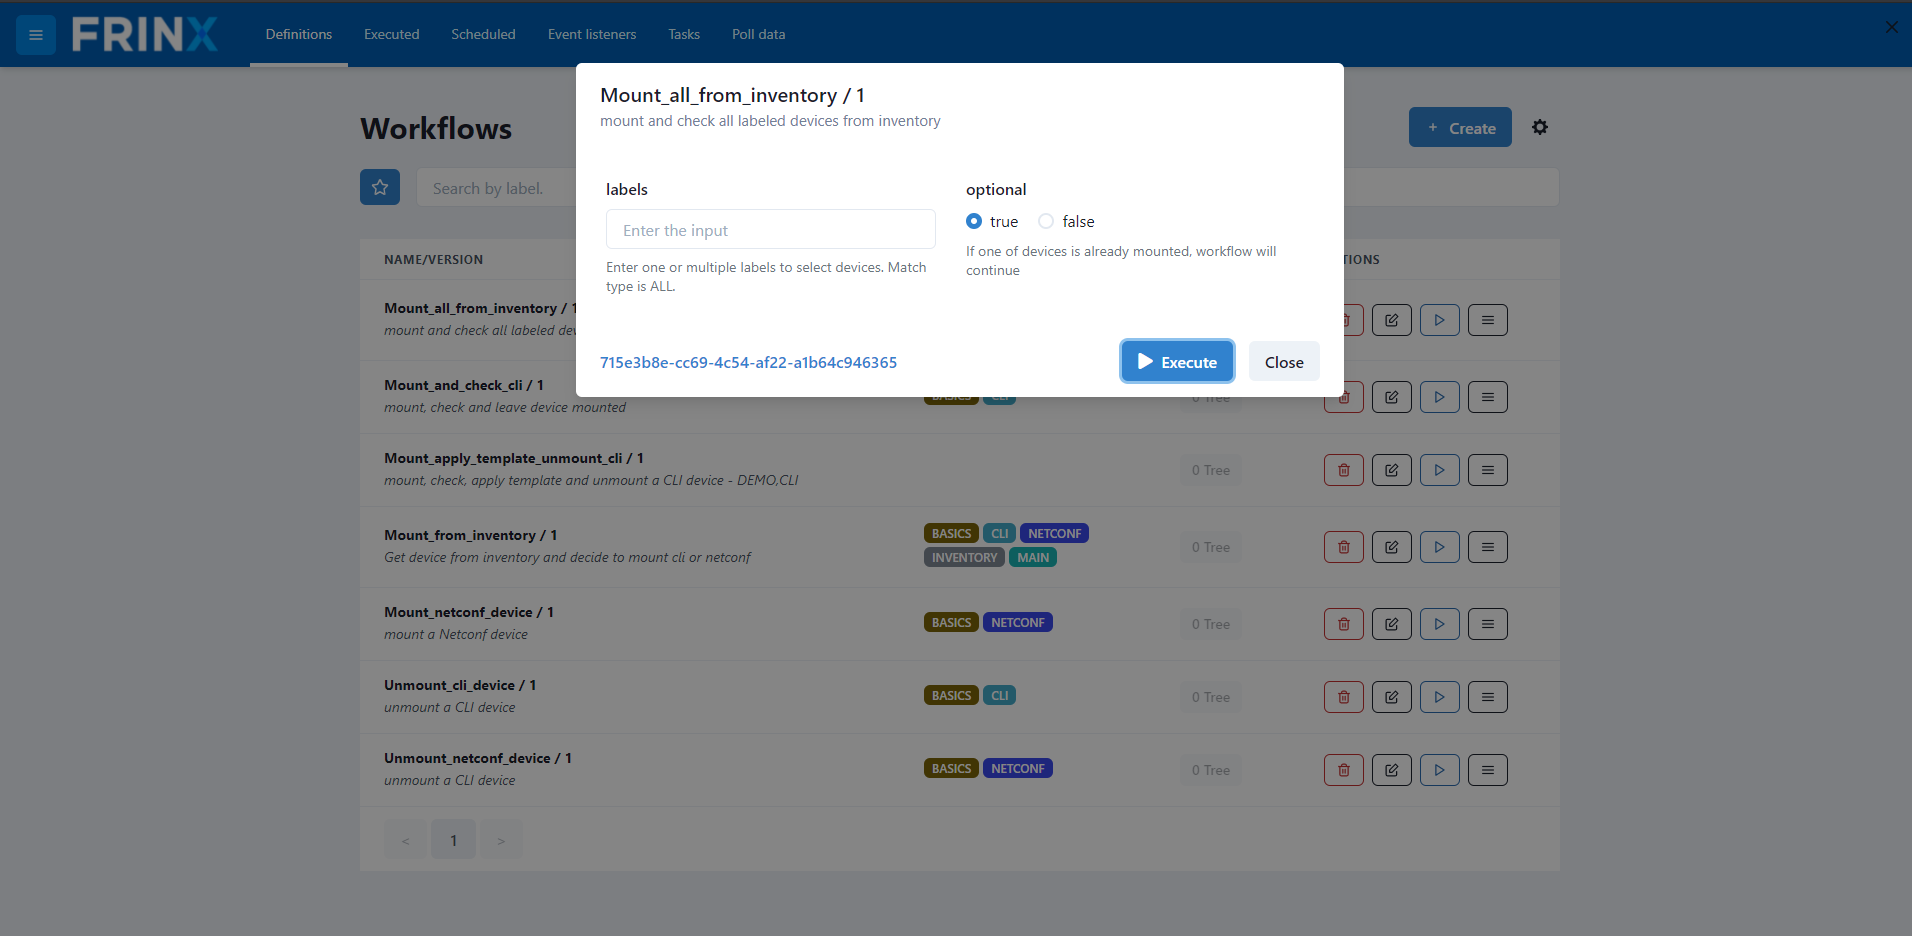 FRINX
Definitions Executed Scheduled Event listeners Tasks Poll data
Mount_all_from_inventory / 1
mount and check all labeled devices from inventory
labels
Enter the input
Enter one or multiple labels to select devices. Match
type is ALL.
optional
true false
If one of devices is already mounted, workflow will
continue
715e3b8e-cc69-4c54-af22-a1b64c946365
Execute Close
Workflows
+ Create
Search by label.
NAME/VERSION
Mount_all_from_inventory / 1
mount and check all labeled
Mount_and_check_cli / 1
mount, check and leave device mounted
BASICS CLI
0 Tree
Mount_apply_template_unmount_cli / 1
mount, check, apply template and unmount a CLI device - DEMO,CLI
0 Tree
Mount_from_inventory / 1
Get device from inventory and decide to mount cli or netconf
BASICS CLI NETCONF
INVENTORY MAIN
0 Tree
Mount_netconf_device / 1
mount a Netconf device
BASICS NETCONF
0 Tree
Unmount_cli_device / 1
unmount a CLI device
BASICS CLI
0 Tree
Unmount_netconf_device / 1
unmount a CLI device
BASICS NETCONF
0 Tree
< 1 >